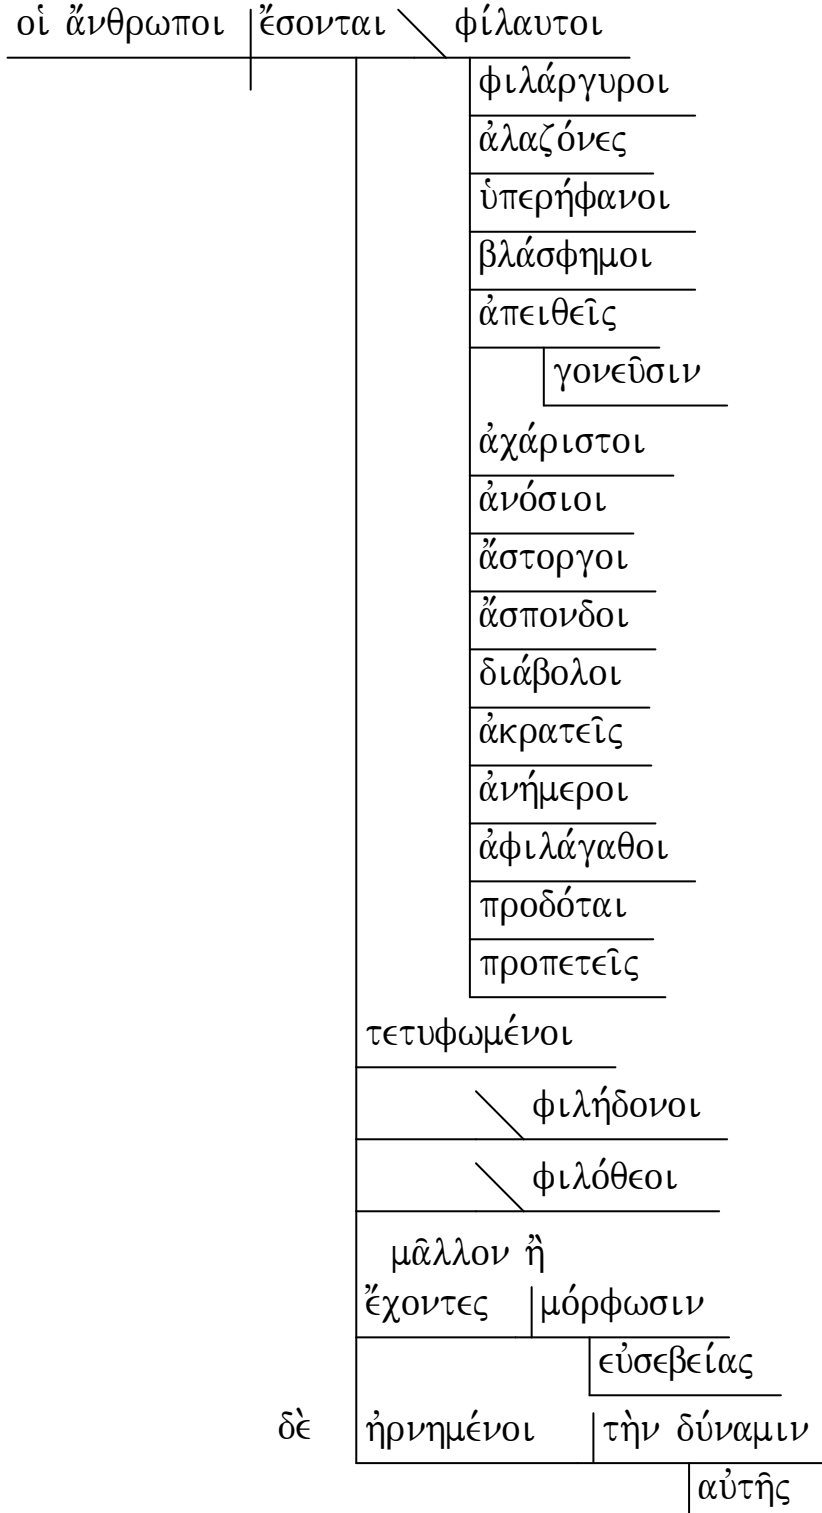 οἱ ἄνθρωποι ἔσονται φίλαυτοι
φιλάργυροι
ἀλαζόνες
ὑπερήφανοι
βλάσφημοι
ἀπειθεῖς
γονεῦσιν
ἀχάριστοι
ἀνόσιοι
ἄστοργοι
ἄσπονδοι
διάβολοι
ἀκρατεῖς
ἀνήμεροι
ἀφιλάγαθοι
προδόται
προπετεῖς
τετυφωμένοι
φιλήδονοι
φιλόθεοι
μᾶλλον ἢ
ἔχοντες μόρφωσιν
εὐσεβείας
δὲ ἠρνημένοι τὴν δύναμιν
αὐτῆς